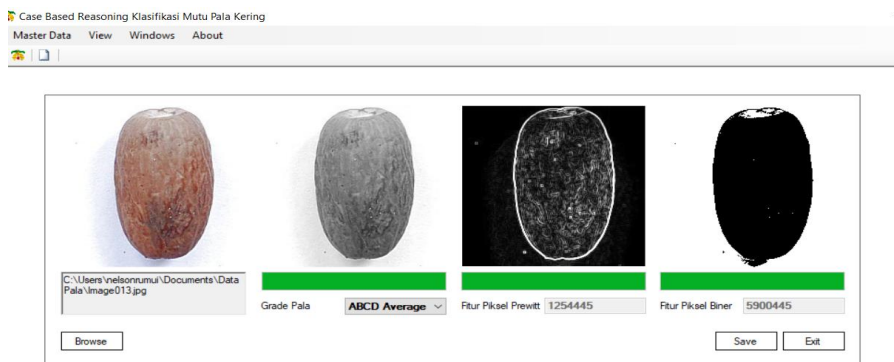 Case Based Reasoning Klasifikasi Mutu Pala Kering
Master Data View Windows About
C:\Users\nelsonrumui\Documents\Data
Pala\Image013.jpg
Grade Pala ABCD Average Fitur Piksel Prewitt 1254445 Fitur Piksel Biner 5900445
Browse Save Exit